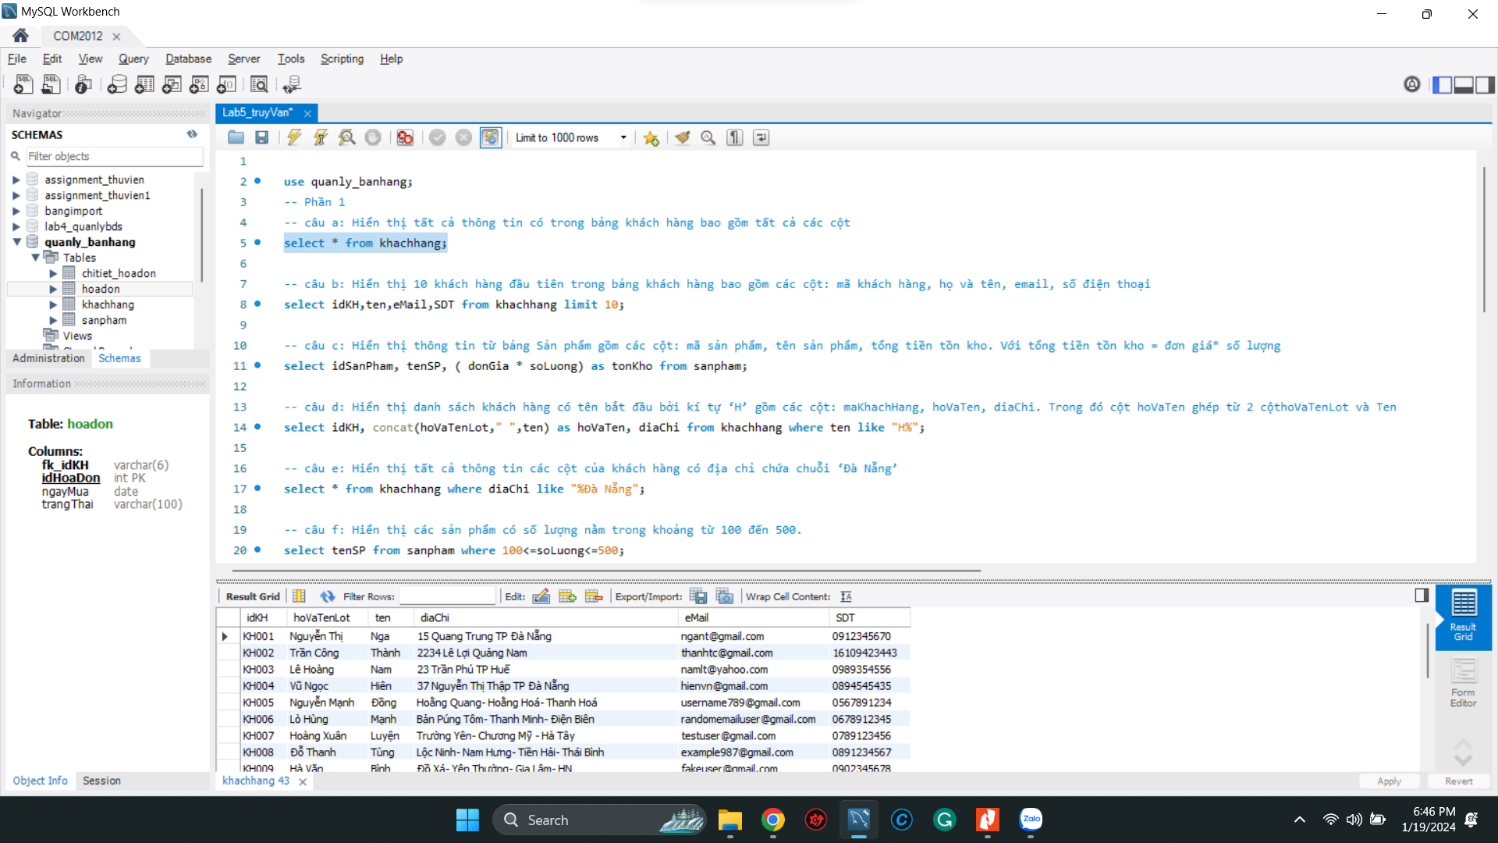 MySQL Workbench
COM2012
File Edit View Query Database Server Tools Scripting Help
Navigator
SCHEMAS
Filter objects
assignment_thuvien
assignment_thuvien1
bangimport
lab4_quanlybds
quanly_banhang
Tables
chitiet_hoadon
hoadon
khachhang
sanpham
Views
Administration Schemas
Information
Table: hoadon
Columns:
fk_idKH varchar(6)
idHoaDon int PK
ngayMua date
trangThai varchar(100)
Object Info Session
Lab5_truyVan*
Limit to 1000 rows
1
2 use quanly_banhang;
3 -- Phần 1
4 -- câu a: Hiển thị tất cả thông tin có trong bảng khách hàng bao gồm tất cả các cột
5 select * from khachhang;
6
7 -- câu b: Hiển thị 10 khách hàng đầu tiên trong bảng khách hàng bao gồm các cột: mã khách hàng, họ và tên, email, số điện thoại
8 select idKH,ten,eMail,SDT from khachhang limit 10;
9
10 -- câu c: Hiển thị thông tin từ bảng Sản phẩm gồm các cột: mã sản phẩm, tên sản phẩm, tổng tiền tồn kho. Với tổng tiền tồn kho = đơn giá* số lượng
11 select idSanPham, tenSP, ( donGia * soLuong) as tonKho from sanpham;
12
13 -- câu d: Hiển thị danh sách khách hàng có tên bắt đầu bởi kí tự ‘H’ gồm các cột: maKhachHang, hoVaTen, diaChi. Trong đó cột hoVaTen ghép từ 2 cộthoVaTenLot và Ten
14 select idKH, concat(hoVaTenLot," ",ten) as hoVaTen, diaChi from khachhang where ten like "H%";
15
16 -- câu e: Hiển thị tất cả thông tin các cột của khách hàng có địa chỉ chứa chuỗi ‘Đà Nẵng’
17 select * from khachhang where diaChi like "%Đà Nẵng";
18
19 -- câu f: Hiển thị các sản phẩm có số lượng nằm trong khoảng từ 100 đến 500.
20 select tenSP from sanpham where 100<=soLuong<=500;
Result Grid Filter Rows: Edit: Export/Import: Wrap Cell Content:
idKH hoVaTenLot ten diaChi eMail SDT
KH001 Nguyễn Thị Nga 15 Quang Trung TP Đà Nẵng ngant@gmail.com 0912345670
KH002 Trần Công Thành 2234 Lê Lợi Quảng Nam thanhtc@gmail.com 16109423443
KH003 Lê Hoàng Nam 23 Trần Phú TP Huế namlt@yahoo.com 0989354556
KH004 Vũ Ngọc Hiên 37 Nguyễn Thị Thập TP Đà Nẵng hienvn@gmail.com 0894545435
KH005 Nguyễn Mạnh Đồng Hoằng Quang- Hoằng Hoá- Thanh Hoá username789@gmail.com 0567891234
KH006 Lò Hùng Mạnh Bản Púng Tôm- Thanh Minh- Điện Biên randomemailuser@gmail.com 0678912345
KH007 Hoàng Xuân Luyện Trường Yên- Chương Mỹ - Hà Tây testuser@gmail.com 0789123456
KH008 Đỗ Thanh Tùng Lộc Ninh- Nam Hưng- Tiền Hải- Thái Bình example987@gmail.com 0891234567
KH009 Hà Văn Bình Đồ Xá- Yên Thường- Gia Lâm- HN fakeuser@gmail.com 0902345678
Result Grid
Form Editor
khachhang 43
Apply Revert
Search
Zalo
6:46 PM
1/19/2024